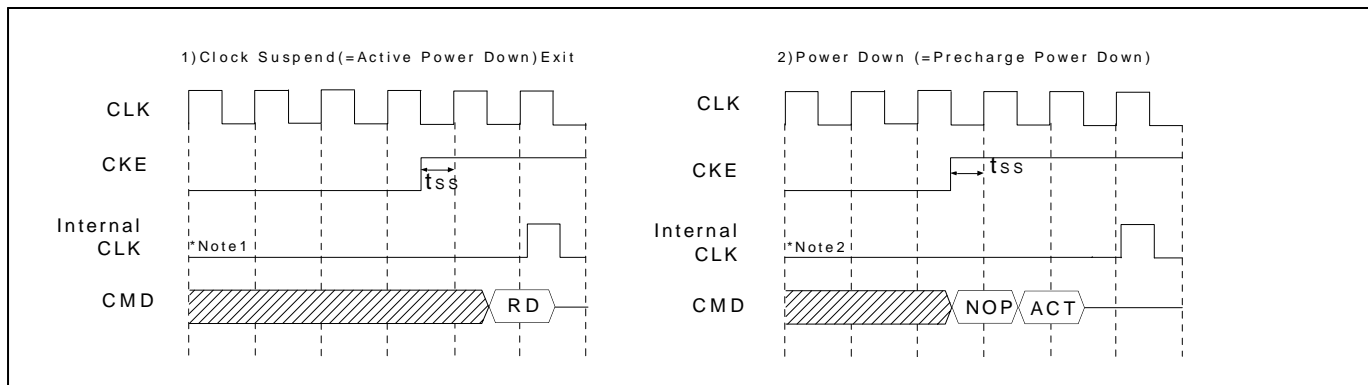 1)Clock Suspend(=Active Power Down)Exit
CLK
CKE
tss
Internal
CLK
*Note1
CMD
RD
2)Power Down (=Precharge Power Down)
CLK
CKE
tss
Internal
CLK
*Note2
CMD
NOP
ACT